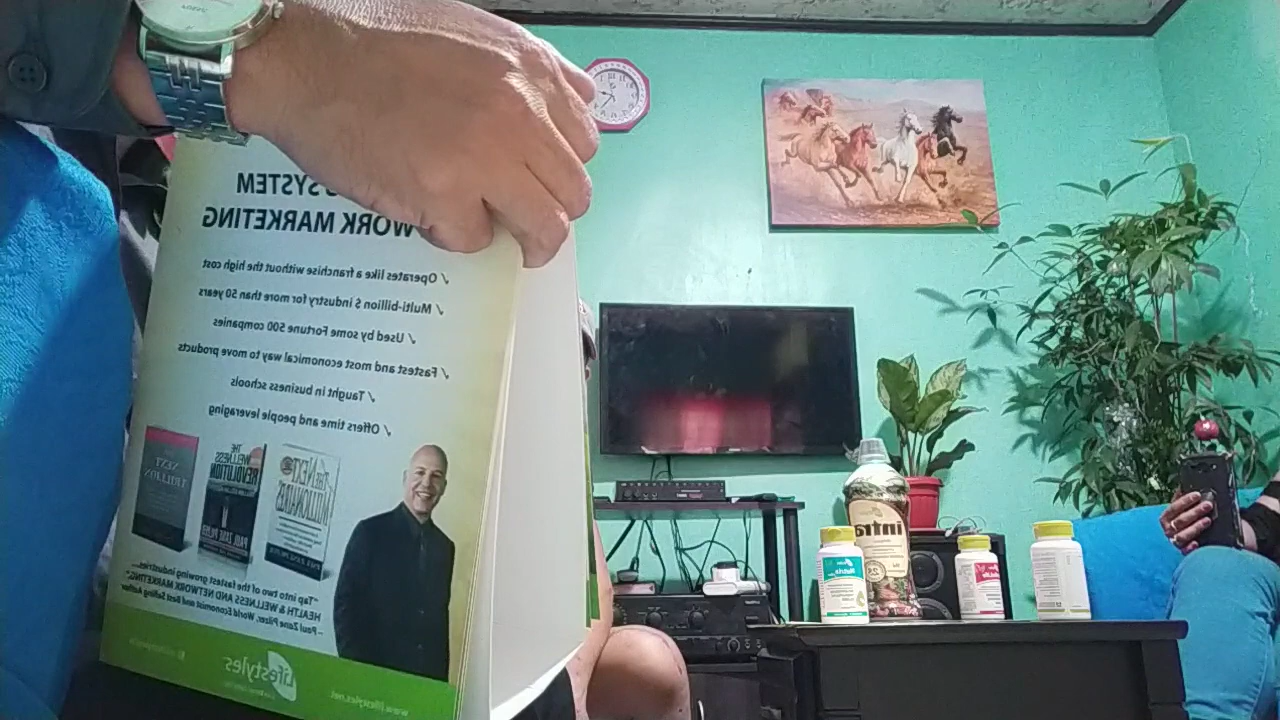 SYSTEM
WORK MARKETING
✓ Operates like a franchise without the high cost
✓ Multi-billion $ industry for more than 50 years
✓ Used by some Fortune 500 companies
✓ Fastest and most economical way to move products
✓ Taught in business schools
✓ Offers time and people leveraging
THE NEXT TRILLIONS
THE WELLNESS REVOLUTION
PAUL ZANE PILZER
THE NEXT MILLIONAIRES
PAUL ZANE PILZER
"Tap into two of the fastest growing industries...
HEALTH & WELLNESS AND NETWORK MARKETING"
- Paul Zane Pilzer, World Economist and Best Selling Author
Lifestyles
www.lifestyles.net
intra
Nutria